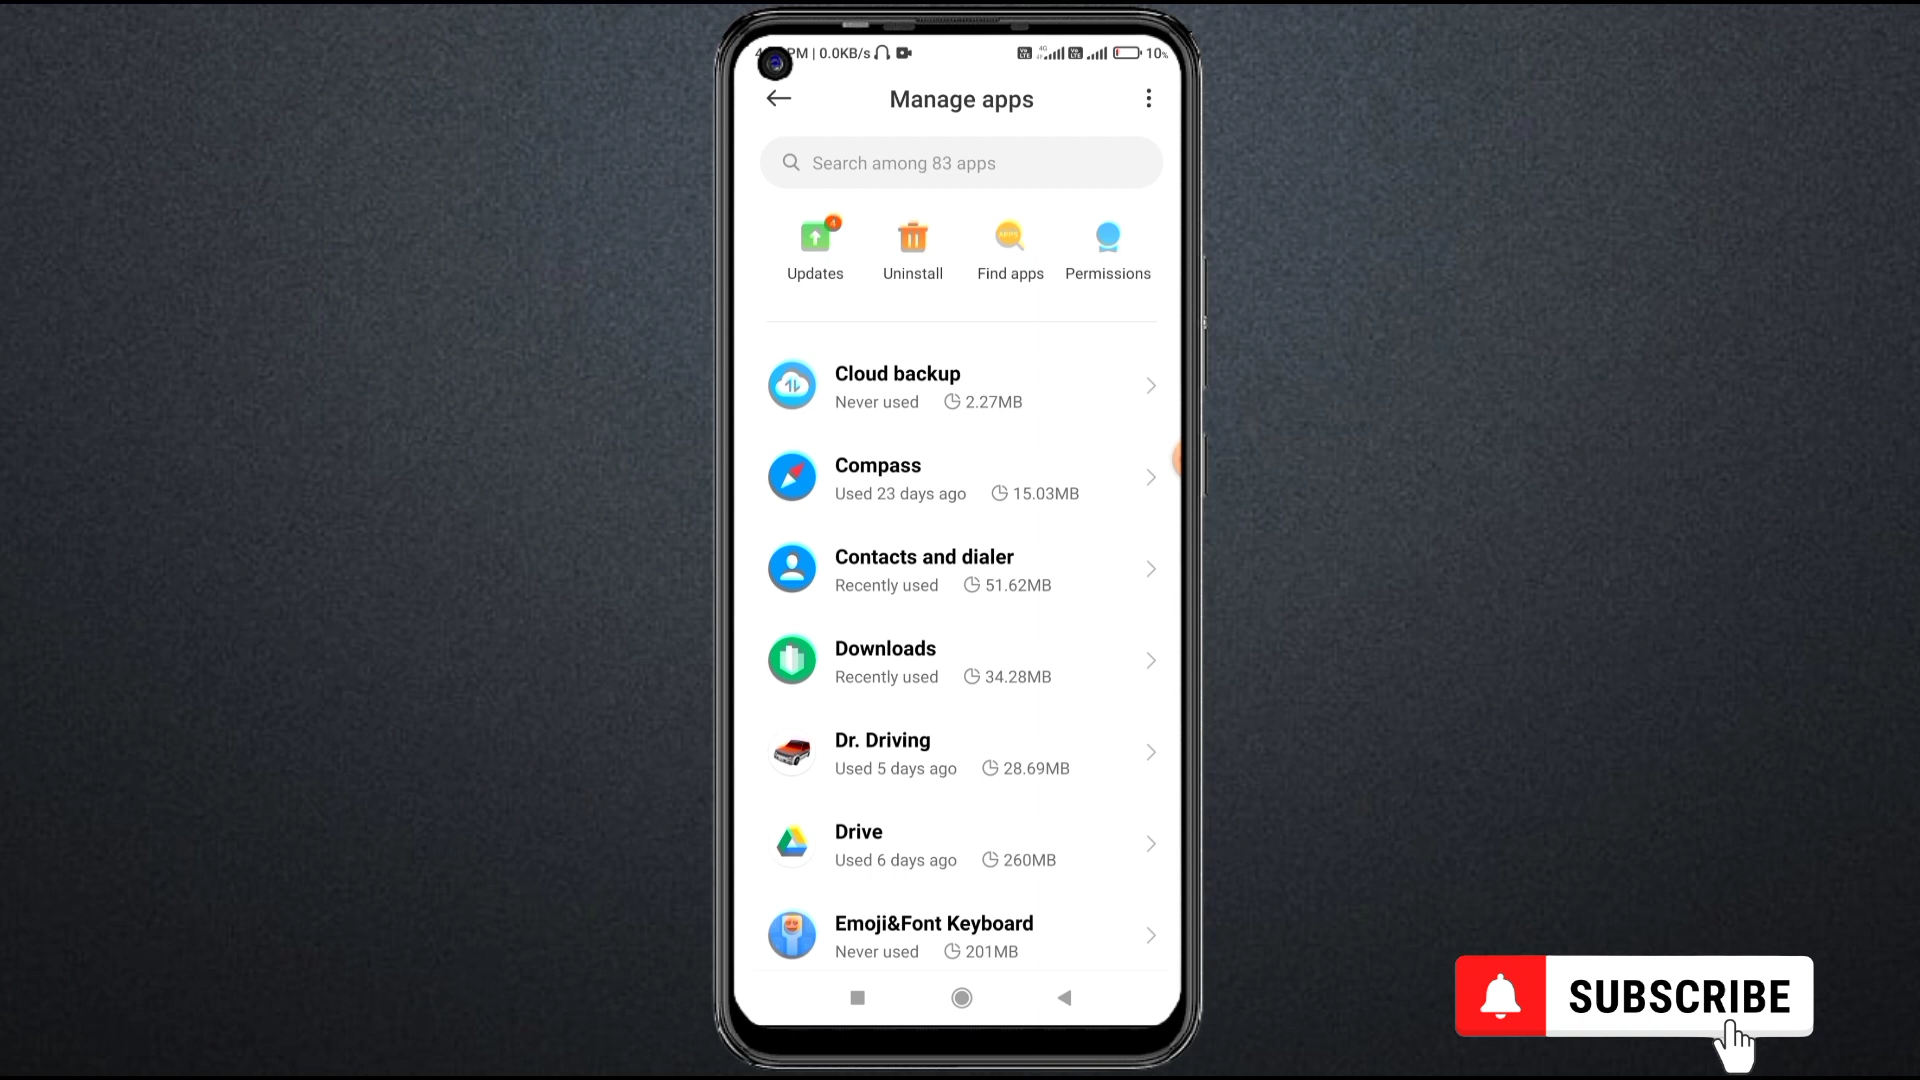 PM | 0.0KB/s 4G 10%
Manage apps
Search among 83 apps
4
APPS
Updates Uninstall Find apps Permissions
Cloud backup
Never used 2.27MB
Compass
Used 23 days ago 15.03MB
Contacts and dialer
Recently used 51.62MB
Downloads
Recently used 34.28MB
Dr. Driving
Used 5 days ago 28.69MB
Drive
Used 6 days ago 260MB
Emoji&Font Keyboard
Never used 201MB
SUBSCRIBE